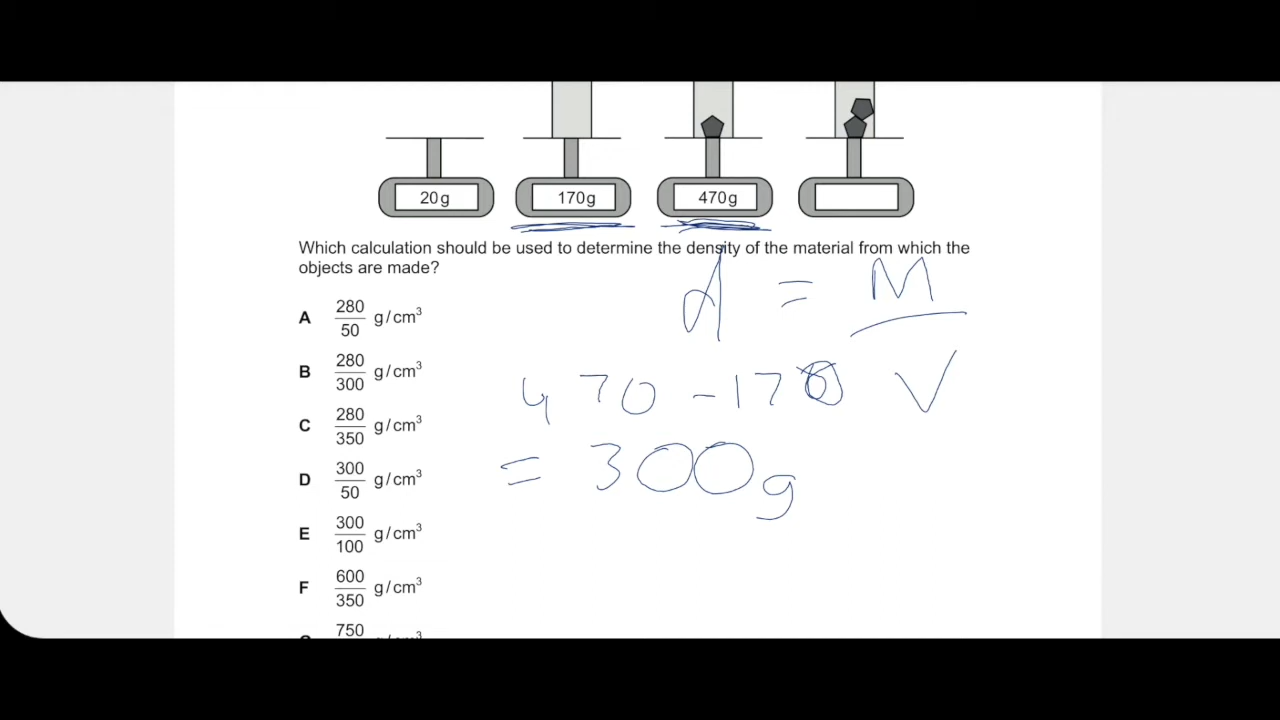 20g 170g 470g
Which calculation should be used to determine the density of the material from which the
objects are made?
d = M
V
A 280
50 g/cm³
470 - 170
B 280
300 g/cm³
= 300g
C 280
350 g/cm³
D 300
50 g/cm³
E 300
100 g/cm³
F 600
350 g/cm³
750